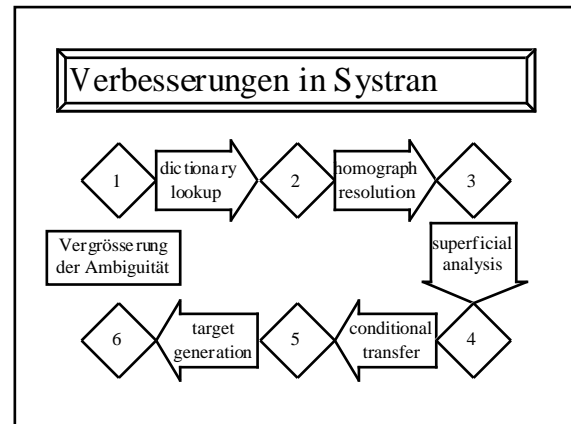 Verbesserungen in Systran
1
dictionary
lookup
2
nomograph
resolution
3
Vergrösserung
der Ambiguität
superficial
analysis
4
conditional
transfer
5
target
generation
6